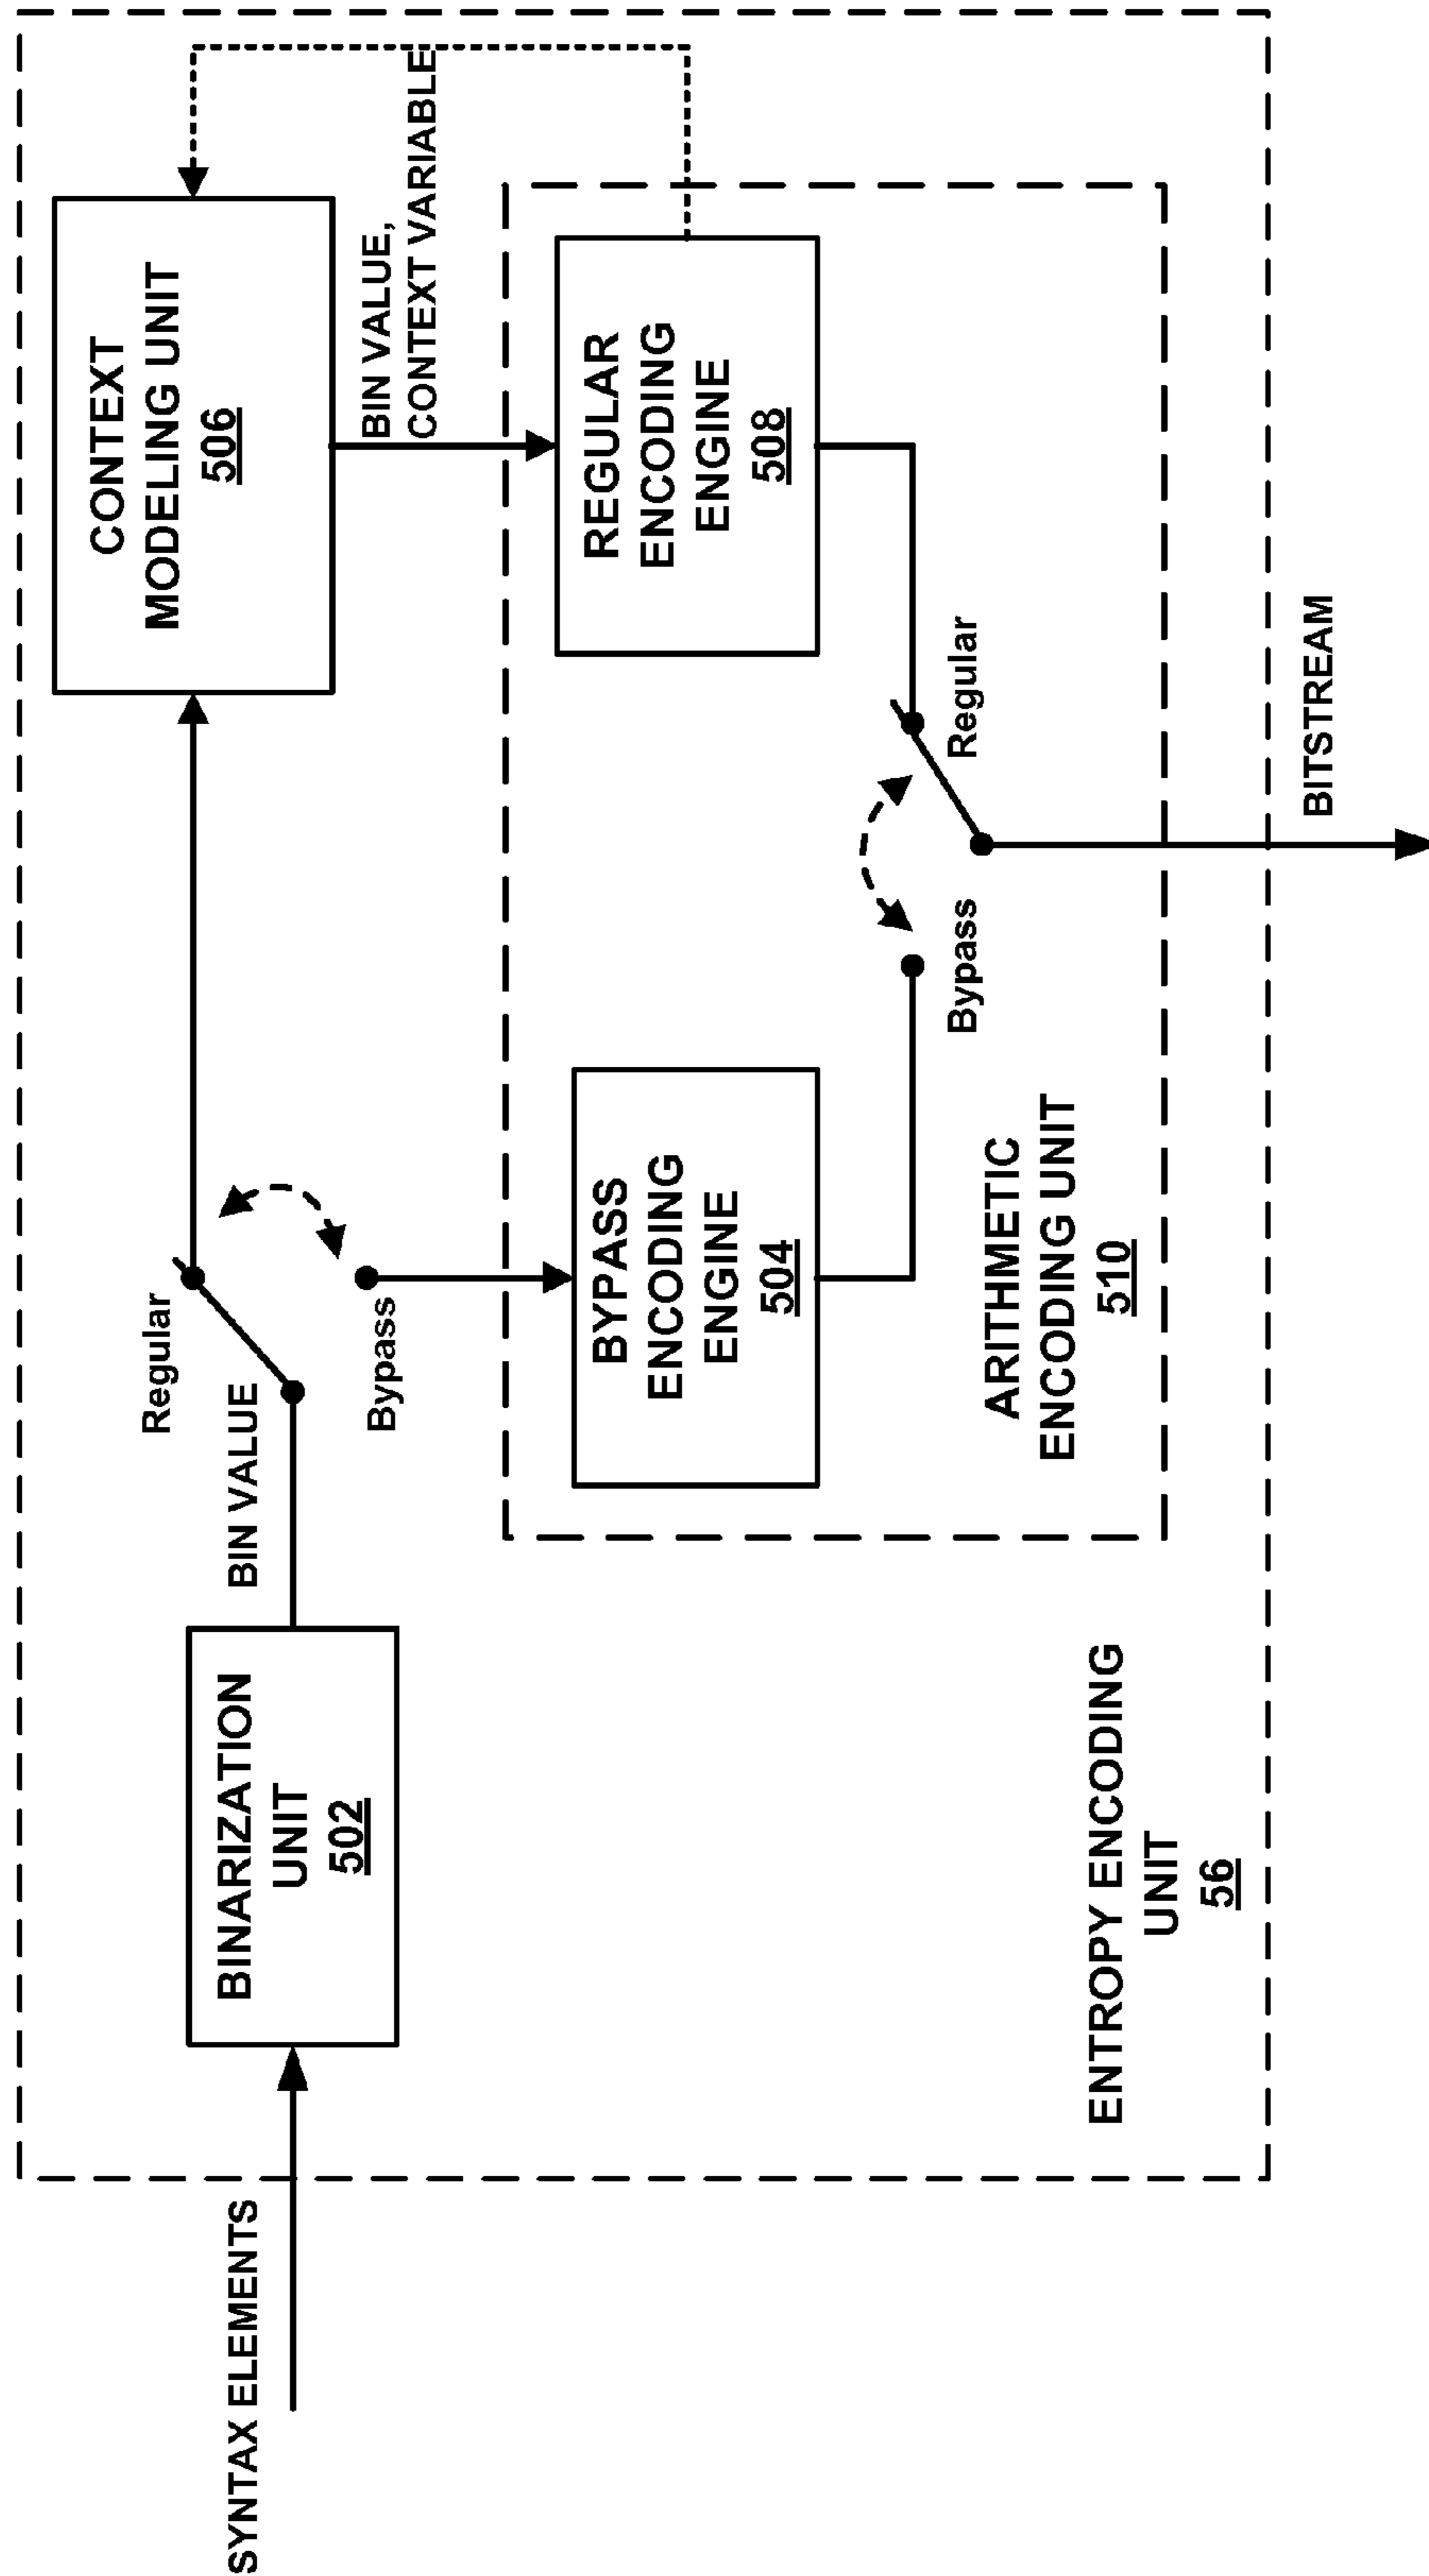 SYNTAX ELEMENTS
BINARIZATION
UNIT
502
BIN VALUE
Regular
Bypass
CONTEXT
MODELING UNIT
506
BIN VALUE,
CONTEXT VARIABLE
BYPASS
ENCODING
ENGINE
504
REGULAR
ENCODING
ENGINE
508
Bypass
Regular
ARITHMETIC
ENCODING UNIT
510
ENTROPY ENCODING
UNIT
56
BITSTREAM